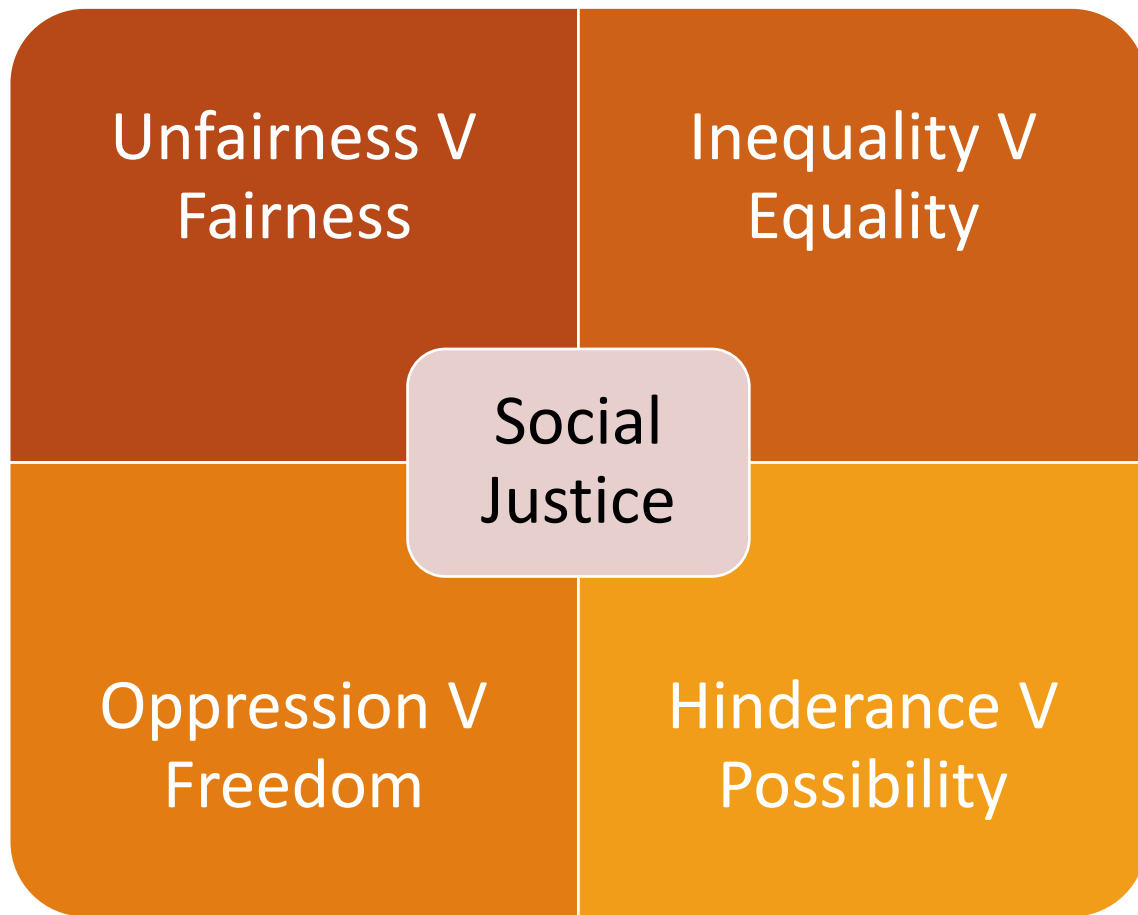 Unfairness V
Fairness
Inequality V
Equality
Social
Justice
Oppression V
Freedom
Hinderance V
Possibility